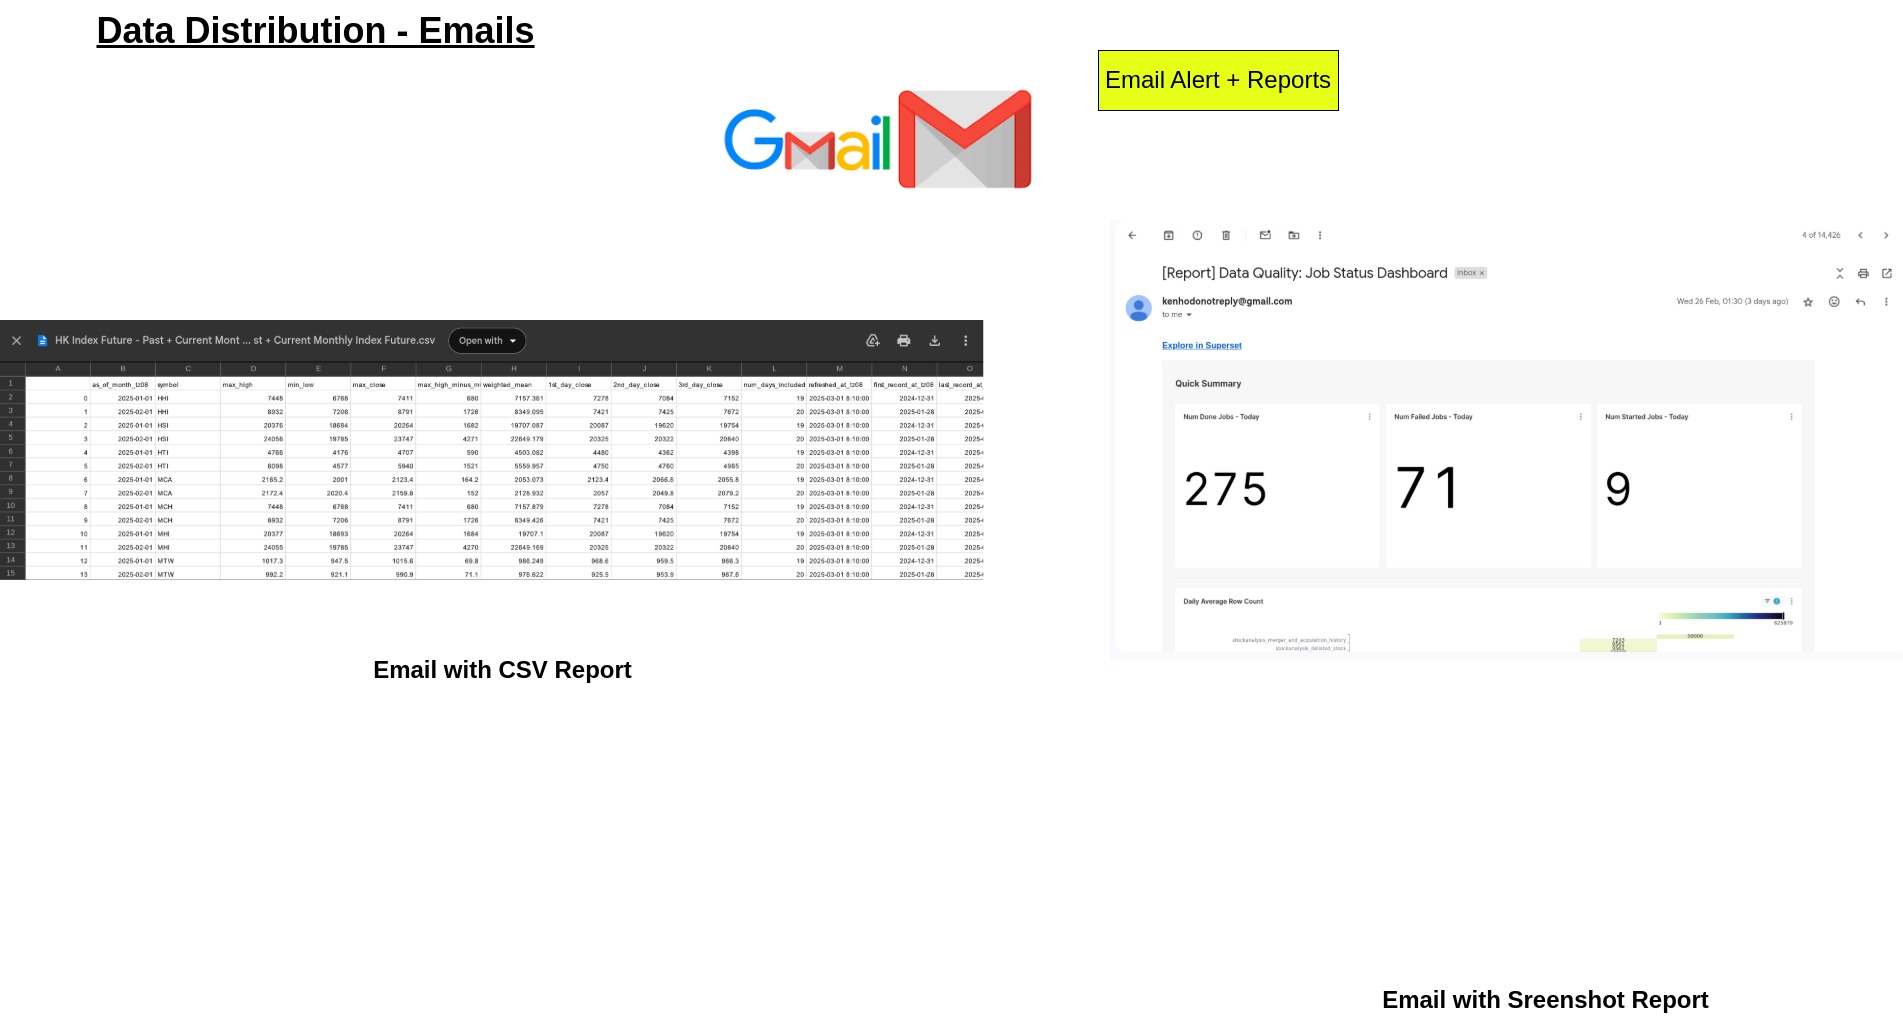 Data Distribution - Emails
Email Alert + Reports
Gmail
HK Index Future - Past + Current Mont ... st + Current Monthly Index Future.csv Open with
A B C D E F G H I J K L M N O
1 as_of_month_tz08 symbol max_high min_low max_close max_high_minus_mi weighted_mean 1st_day_close 2nd_day_close 3rd_day_close num_days_included refreshed_at_tz08 first_record_at_tz08 last_record_at_
2 0 2025-01-01 HHI 7448 6768 7411 680 7157.361 7278 7084 7152 19 2025-03-01 8:10:00 2024-12-31 2025-
3 1 2025-02-01 HHI 8932 7206 8791 1726 8349.095 7421 7425 7672 20 2025-03-01 8:10:00 2025-01-28 2025-
4 2 2025-01-01 HSI 20376 18694 20264 1682 19707.087 20087 19620 19754 19 2025-03-01 8:10:00 2024-12-31 2025-
5 3 2025-02-01 HSI 24056 19785 23747 4271 22649.179 20325 20322 20840 20 2025-03-01 8:10:00 2025-01-28 2025-
6 4 2025-01-01 HTI 4766 4176 4707 590 4503.082 4480 4362 4398 19 2025-03-01 8:10:00 2024-12-31 2025-
7 5 2025-02-01 HTI 6098 4577 5940 1521 5559.957 4750 4760 4985 20 2025-03-01 8:10:00 2025-01-28 2025-
8 6 2025-01-01 MCA 2165.2 2001 2123.4 164.2 2053.073 2123.4 2066.6 2055.8 19 2025-03-01 8:10:00 2024-12-31 2025-
9 7 2025-02-01 MCA 2172.4 2020.4 2159.8 152 2128.932 2057 2049.8 2079.2 20 2025-03-01 8:10:00 2025-01-28 2025-
10 8 2025-01-01 MCH 7448 6768 7411 680 7157.879 7278 7084 7152 19 2025-03-01 8:10:00 2024-12-31 2025-
11 9 2025-02-01 MCH 8932 7206 8791 1726 8349.426 7421 7425 7672 20 2025-03-01 8:10:00 2025-01-28 2025-
12 10 2025-01-01 MHI 20377 18693 20264 1684 19707.1 20087 19620 19754 19 2025-03-01 8:10:00 2024-12-31 2025-
13 11 2025-02-01 MHI 24055 19785 23747 4270 22649.169 20325 20322 20840 20 2025-03-01 8:10:00 2025-01-28 2025-
14 12 2025-01-01 MTW 1017.3 947.5 1015.6 69.8 986.249 968.6 959.5 966.3 19 2025-03-01 8:10:00 2024-12-31 2025-
15 13 2025-02-01 MTW 992.2 921.1 990.9 71.1 976.622 925.5 953.9 967.6 20 2025-03-01 8:10:00 2025-01-28 2025-
Email with CSV Report
4 of 14,426
[Report] Data Quality: Job Status Dashboard Inbox ×
kenhodonotreply@gmail.com Wed 26 Feb, 01:30 (3 days ago)
to me
Explore in Superset
Quick Summary
Num Done Jobs - Today Num Failed Jobs - Today Num Started Jobs - Today
275 71 9
Daily Average Row Count
1 625879
stockanalysis_merger_and_acquisition_history 50000
stockanalysis_delisted_stock
Email with Sreenshot Report